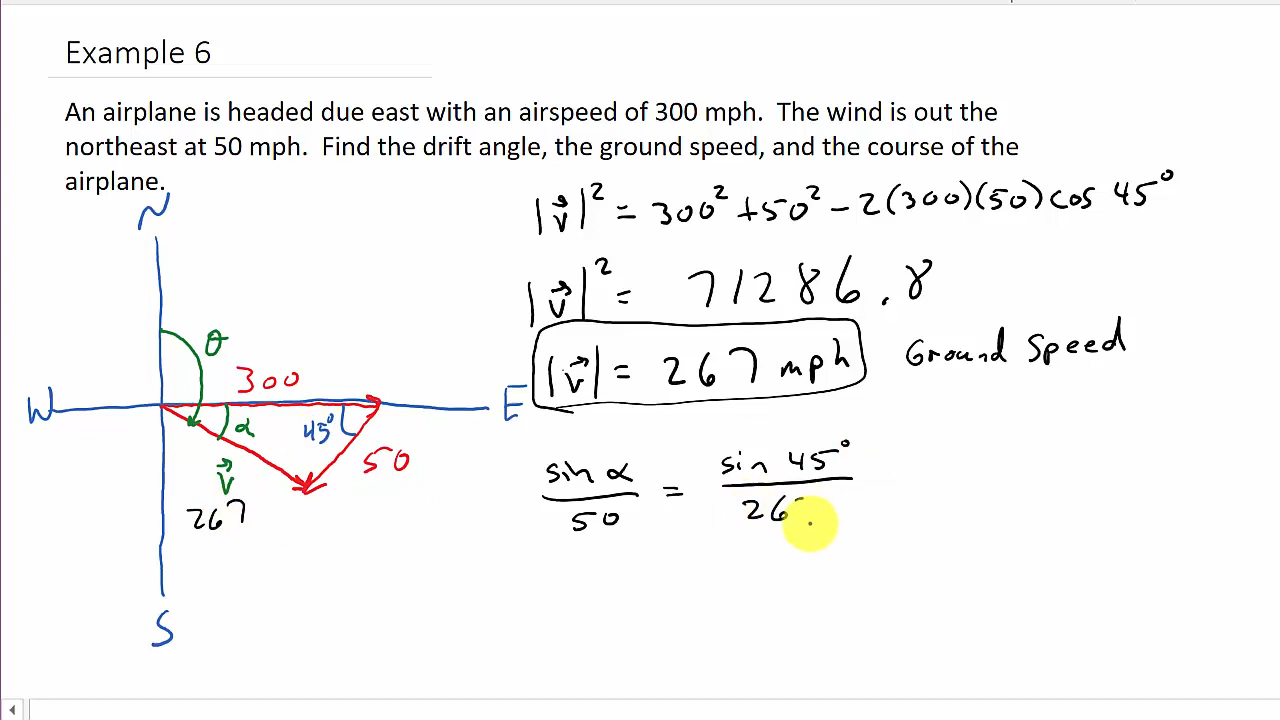 Example 6
An airplane is headed due east with an airspeed of 300 mph. The wind is out the
northeast at 50 mph. Find the drift angle, the ground speed, and the course of the
airplane.
N
|v⃗|² = 300² + 50² - 2(300)(50) cos 45°
|v⃗|² = 71286.8
|v⃗| = 267 mph Ground Speed
θ
300
W
E
α
45°
50
v⃗
267
sin α / 50 = sin 45° / 267
S